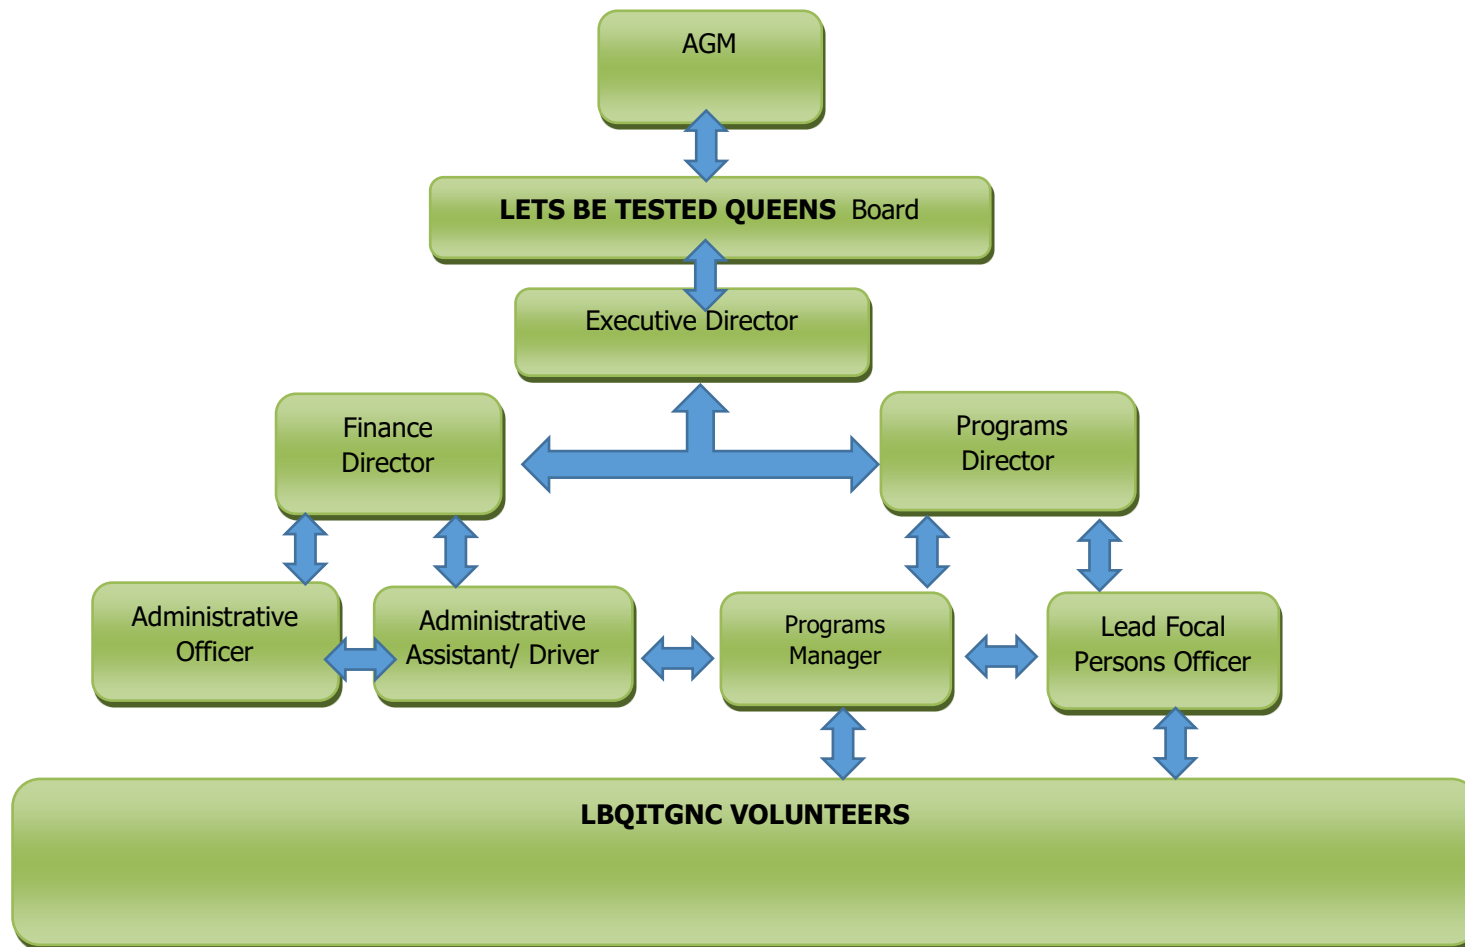 AGM
LETS BE TESTED QUEENS Board
Executive Director
Finance
Director
Programs
Director
Administrative
Officer
Administrative
Assistant/ Driver
Programs
Manager
Lead Focal
Persons Officer
LBQITGNC VOLUNTEERS